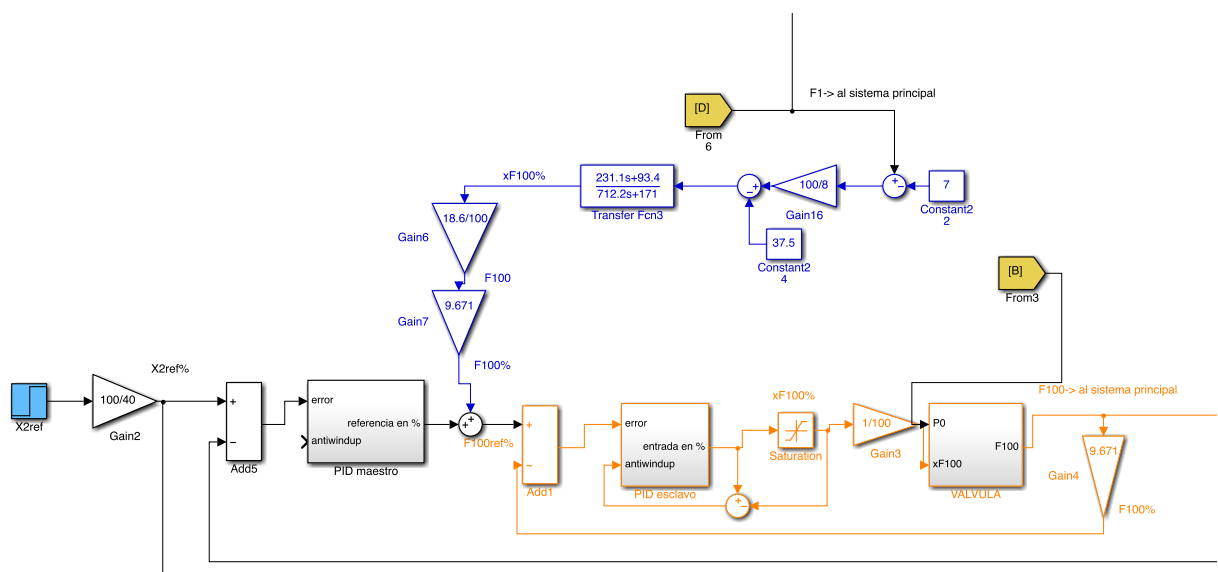 F1-> al sistema principal
[D]
From
6
xF100%
231.1s+93.4
712.2s+171
Transfer Fcn3
− +
100/8
Gain16
+
−
7
Constant2
2
18.6/100
Gain6
37.5
Constant2
4
F100
[B]
From3
9.671
Gain7
F100%
X2ref%
X2ref
100/40
Gain2
+
−
Add5
error
referencia en %
antiwindup
PID maestro
+
+
F100ref%
+
−
Add1
error
entrada en %
antiwindup
PID esclavo
+
−
xF100%
Saturation
1/100
Gain3
P0
F100
xF100
VALVULA
F100-> al sistema principal
9.671
Gain4
F100%